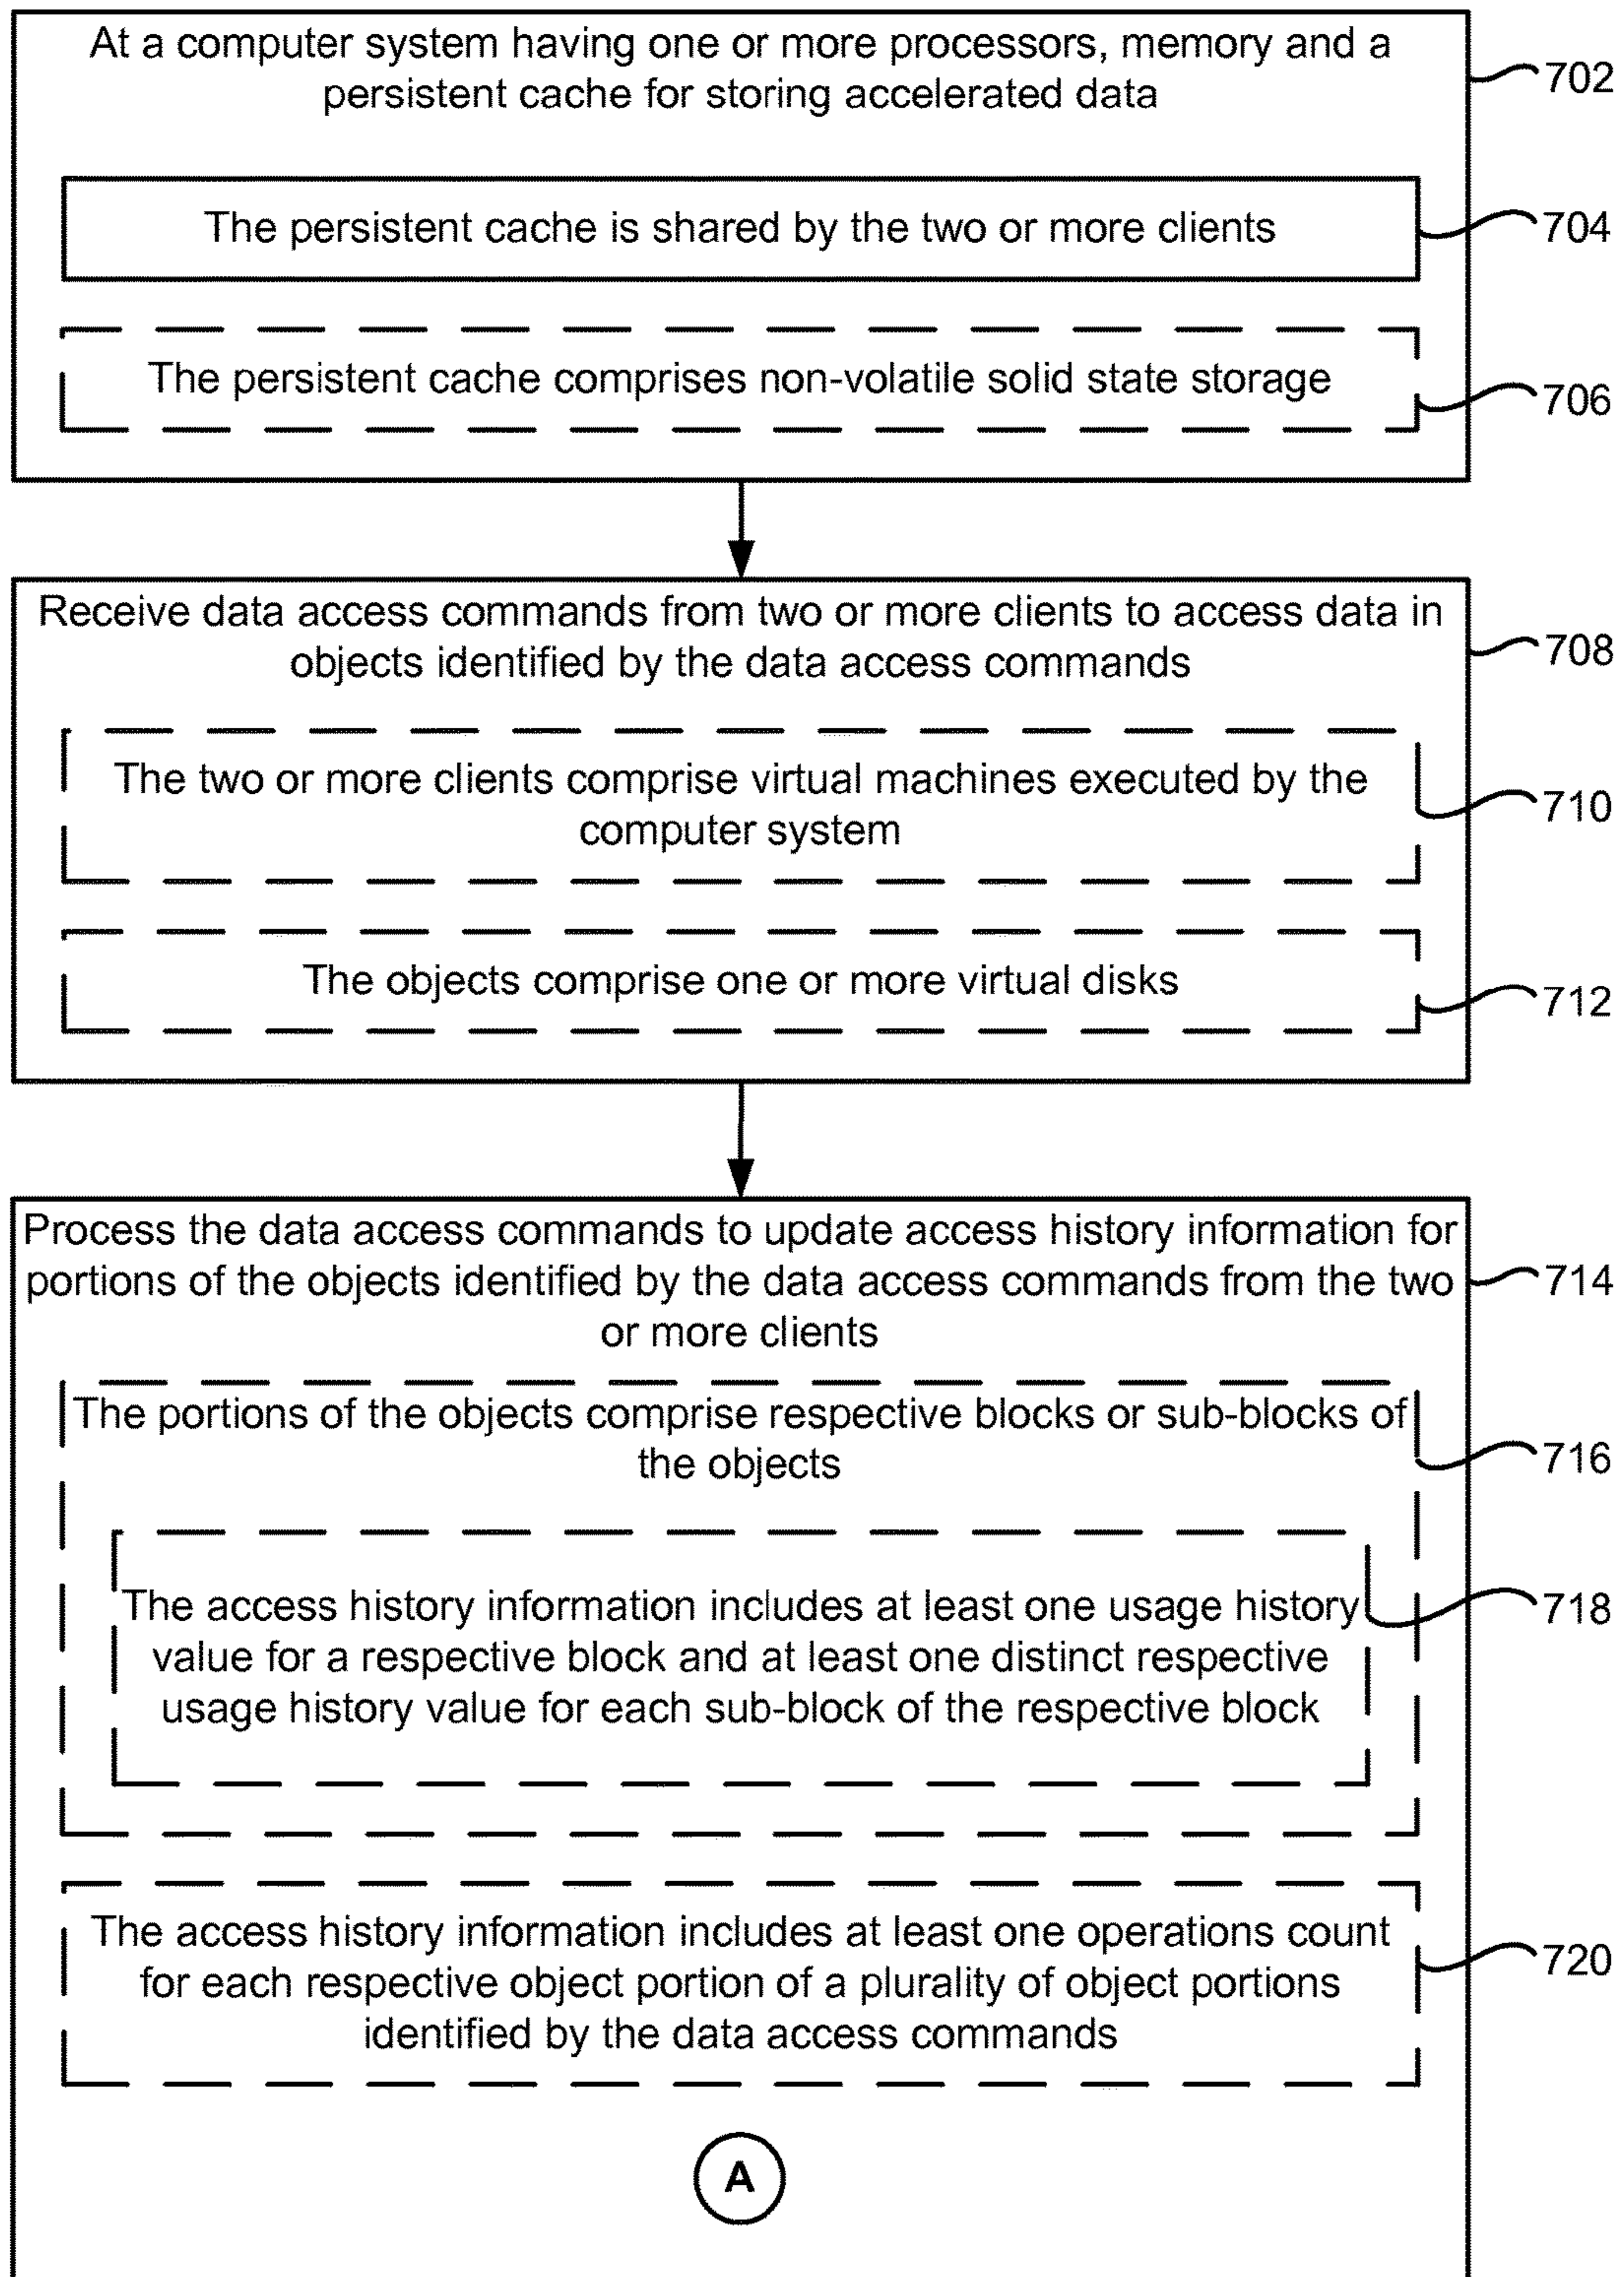 At a computer system having one or more processors, memory and a
persistent cache for storing accelerated data
702
The persistent cache is shared by the two or more clients
704
The persistent cache comprises non-volatile solid state storage
706
Receive data access commands from two or more clients to access data in
objects identified by the data access commands
708
The two or more clients comprise virtual machines executed by the
computer system
710
The objects comprise one or more virtual disks
712
Process the data access commands to update access history information for
portions of the objects identified by the data access commands from the two
or more clients
714
The portions of the objects comprise respective blocks or sub-blocks of
the objects
716
The access history information includes at least one usage history
value for a respective block and at least one distinct respective
usage history value for each sub-block of the respective block
718
The access history information includes at least one operations count
for each respective object portion of a plurality of object portions
identified by the data access commands
720
A